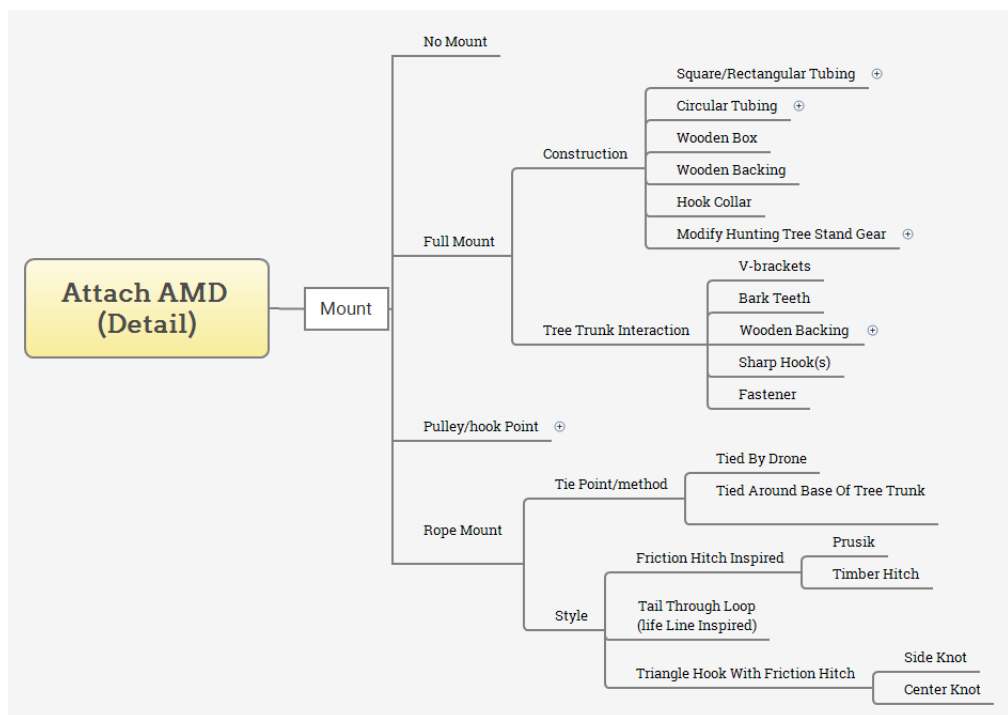 Attach AMD
(Detail)
Mount
No Mount
Full Mount
Construction
Square/Rectangular Tubing
Circular Tubing
Wooden Box
Wooden Backing
Hook Collar
Modify Hunting Tree Stand Gear
Tree Trunk Interaction
V-brackets
Bark Teeth
Wooden Backing
Sharp Hook(s)
Fastener
Pulley/hook Point
Rope Mount
Tie Point/method
Tied By Drone
Tied Around Base Of Tree Trunk
Style
Friction Hitch Inspired
Prusik
Timber Hitch
Tail Through Loop
(life Line Inspired)
Triangle Hook With Friction Hitch
Side Knot
Center Knot